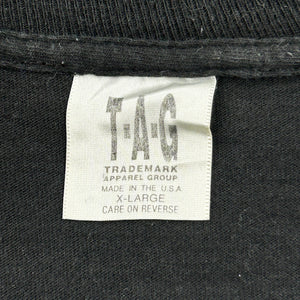 T-A-G
TRADEMARK
APPAREL GROUP
MADE IN THE U.S.A
X-LARGE
CARE ON REVERSE